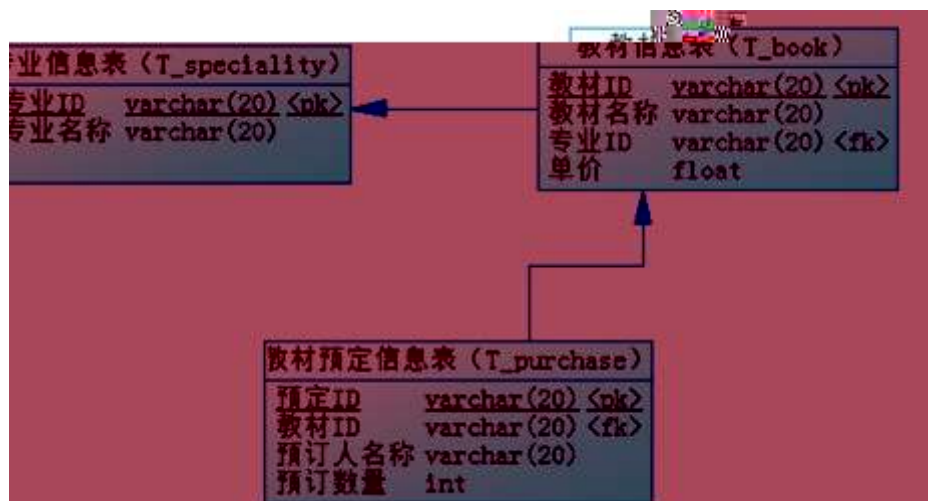 专业信息表（T_speciality）
专业ID varchar(20) <pk>
专业名称 varchar(20)
教材信息表（T_book）
教材ID varchar(20) <pk>
教材名称 varchar(20)
专业ID varchar(20) <fk>
单价 float
教材预定信息表（T_purchase）
预定ID varchar(20) <pk>
教材ID varchar(20) <fk>
预订人名称 varchar(20)
预订数量 int